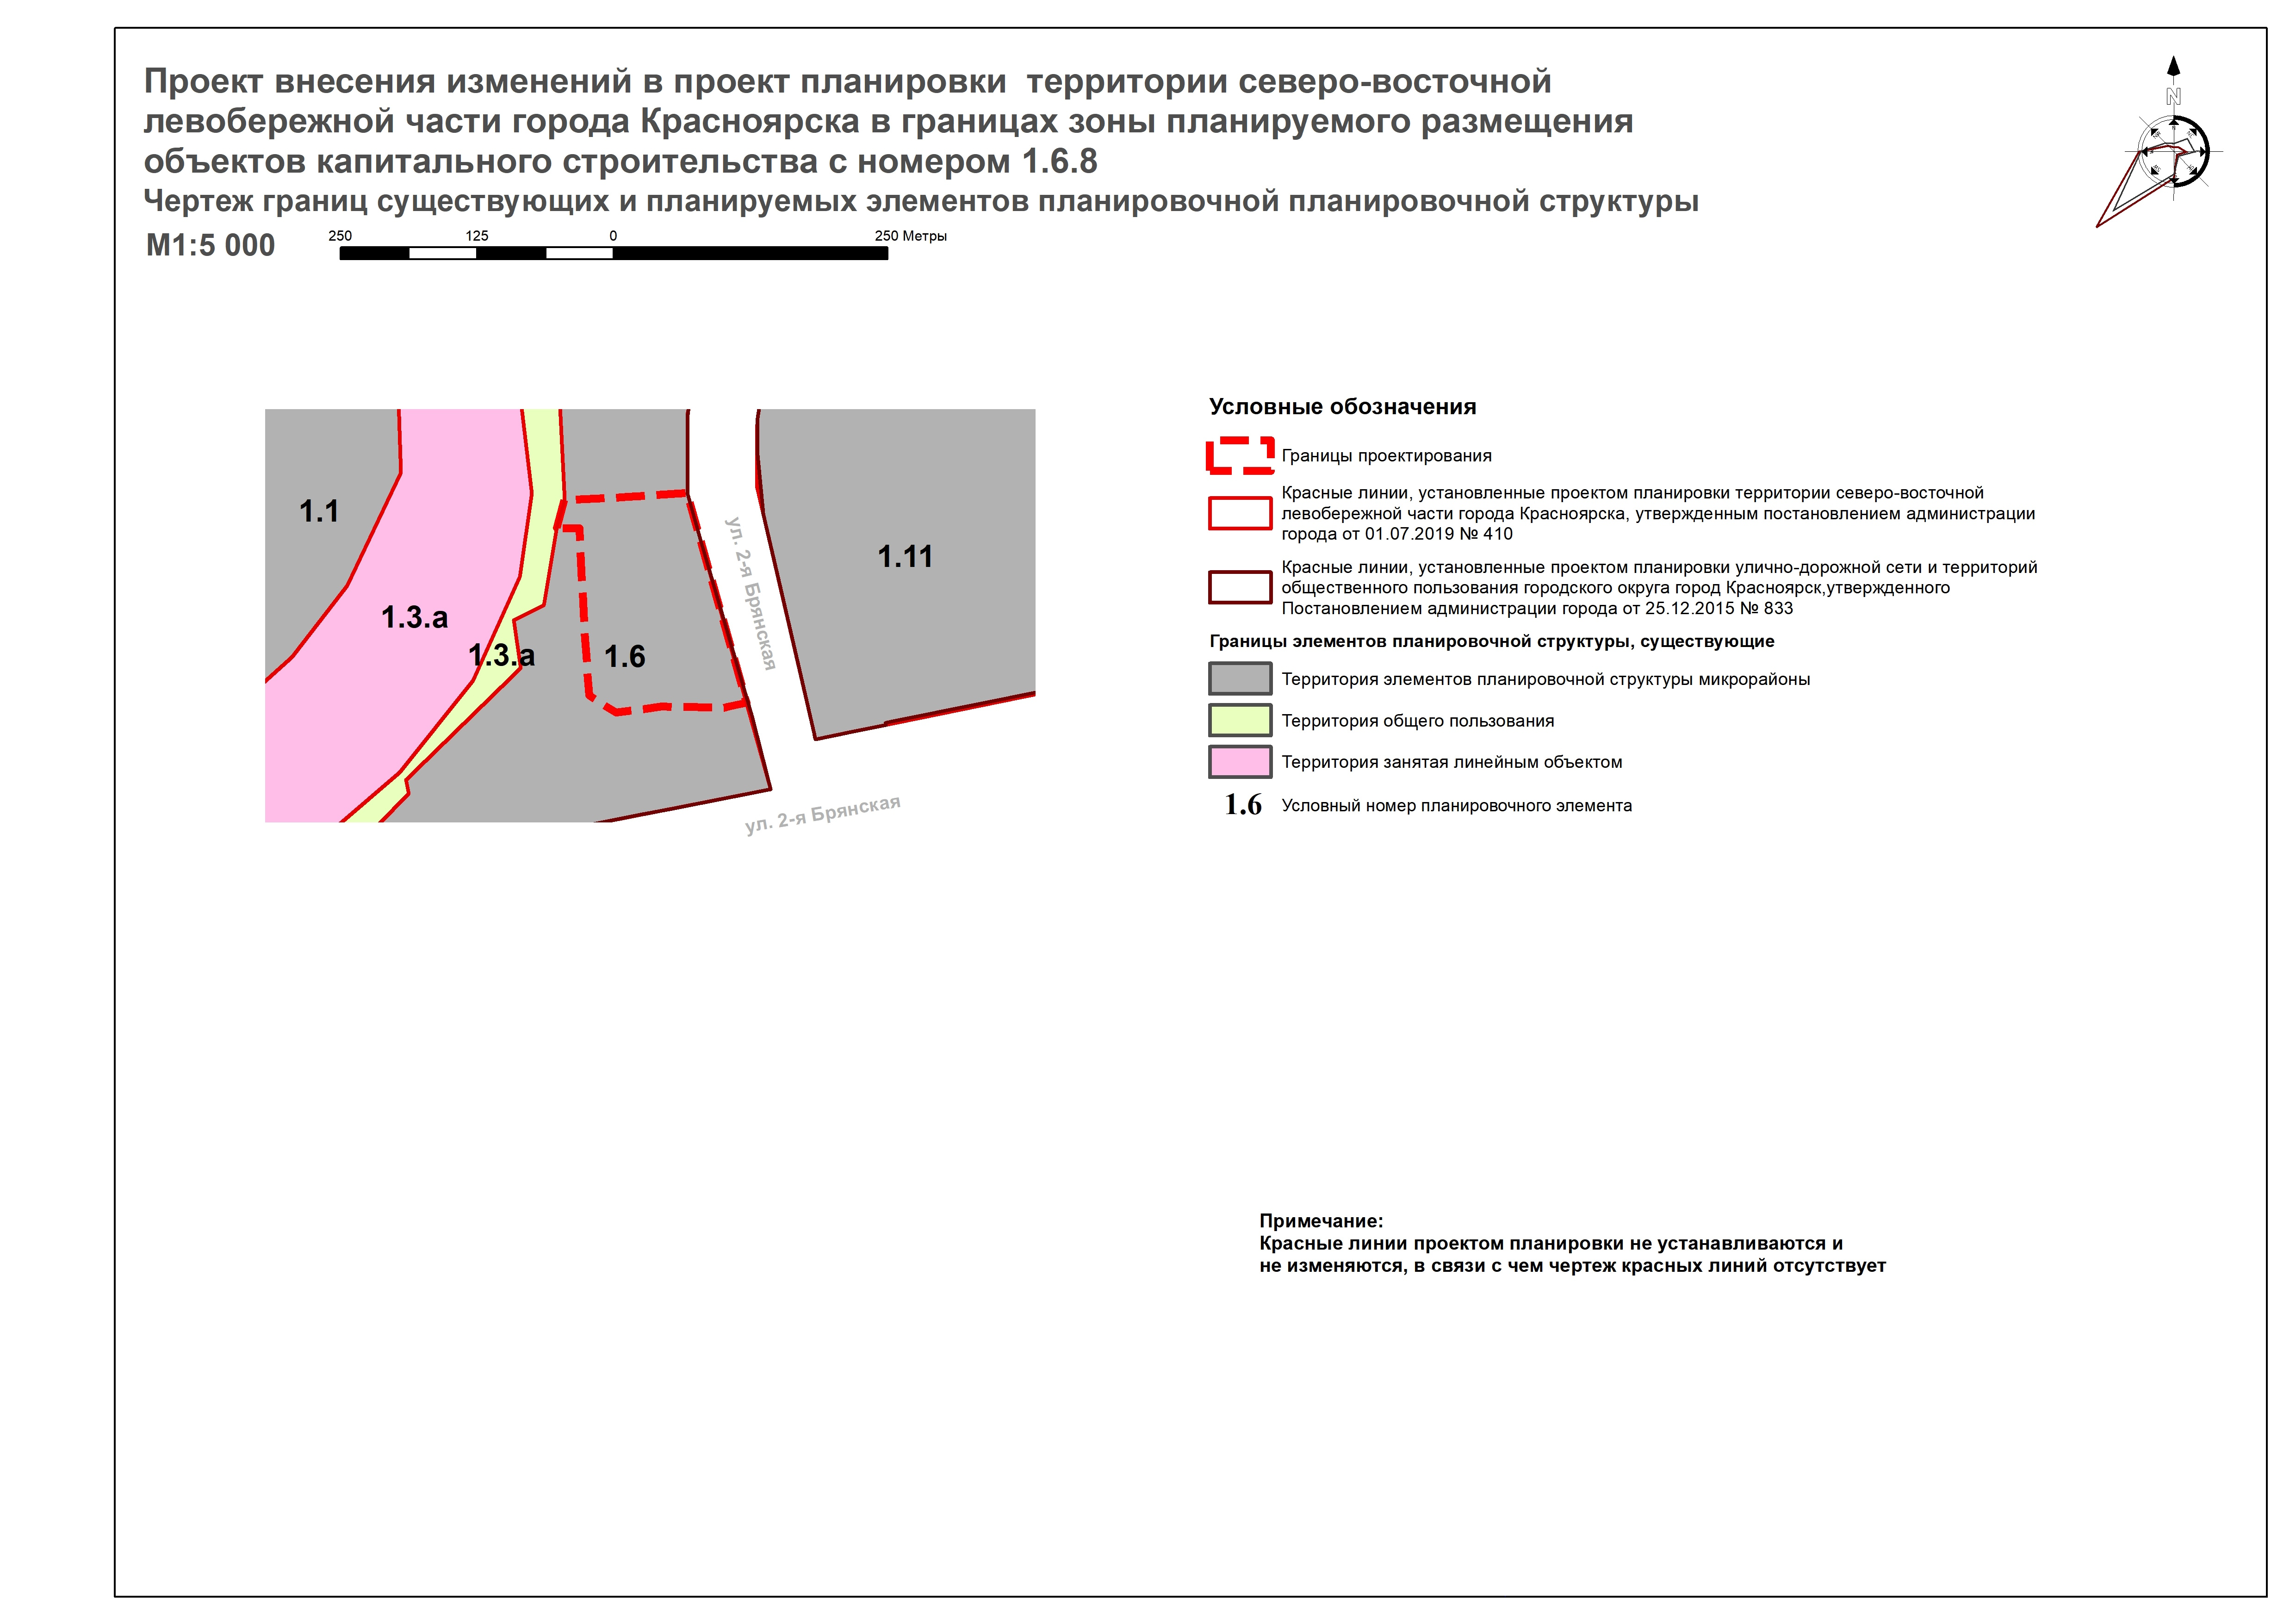 Проект внесения изменений в проект планировки  территории северо-восточной
левобережной части города Красноярска в границах зоны планируемого размещения
объектов капитального строительства с номером 1.6.8
Чертеж границ существующих и планируемых элементов планировочной планировочной структуры
М1:5 000
250 125 0 250 Метры
N
1.1
1.3.а
1.3.а
1.6
1.11
ул. 2-я Брянская
ул. 2-я Брянская
Условные обозначения
Границы проектирования
Красные линии, установленные проектом планировки территории северо-восточной
левобережной части города Красноярска, утвержденным постановлением администрации
города от 01.07.2019 № 410
Красные линии, установленные проектом планировки улично-дорожной сети и территорий
общественного пользования городского округа город Красноярск,утвержденного
Постановлением администрации города от 25.12.2015 № 833
Границы элементов планировочной структуры, существующие
Территория элементов планировочной структуры микрорайоны
Территория общего пользования
Территория занятая линейным объектом
1.6 Условный номер планировочного элемента
Примечание:
Красные линии проектом планировки не устанавливаются и
не изменяются, в связи с чем чертеж красных линий отсутствует